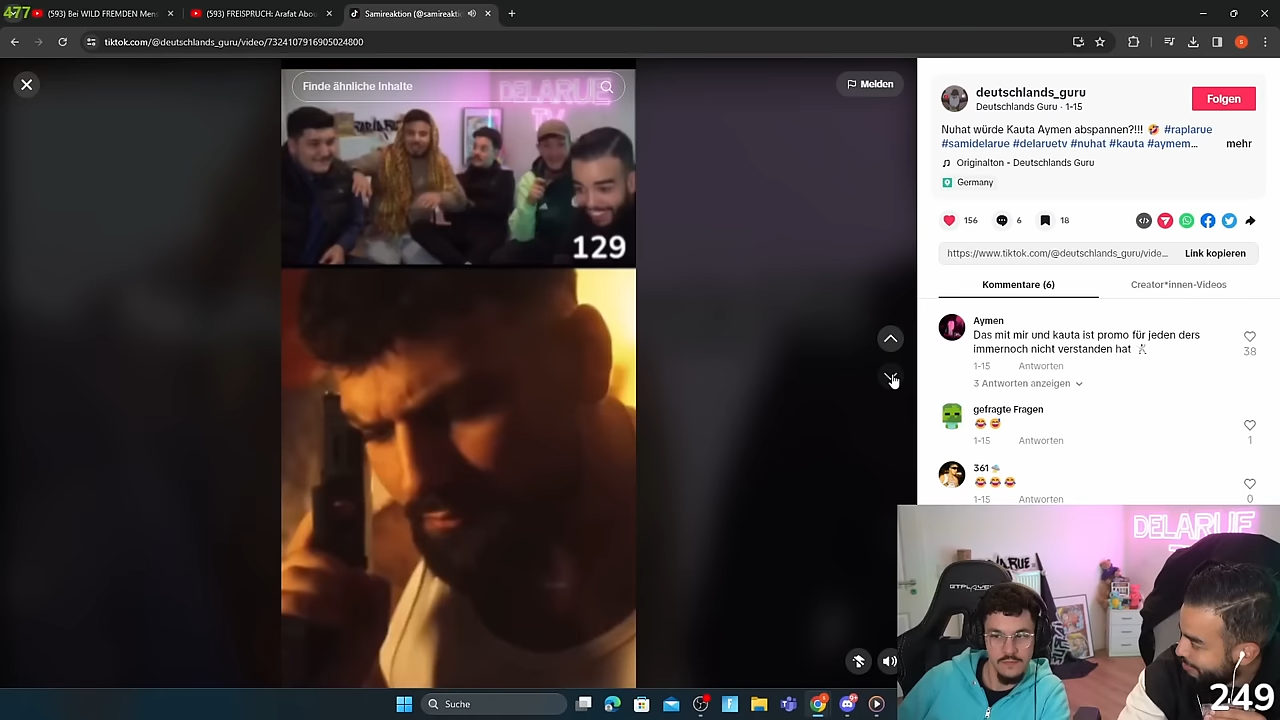 477
(593) Bei WILD FREMDEN Men
(593) FREISPRUCH: Arafat Abou
Samireaktion (@samireakti
tiktok.com/@deutschlands_guru/video/7324107916905024800
Finde ähnliche Inhalte
DELARUE
TV
Melden
129
deutschlands_guru
Deutschlands Guru · 1-15
Folgen
Nuhat würde Kauta Aymen abspannen?!!! 🤣 #raplarue
#samidelarue #delaruetv #nuhat #kauta #aymem... mehr
Originalton - Deutschlands Guru
Germany
156
6
18
https://www.tiktok.com/@deutschlands_guru/vide...
Link kopieren
Kommentare (6)
Creator*innen-Videos
Aymen
Das mit mir und kauta ist promo für jeden ders
immernoch nicht verstanden hat
38
1-15 Antworten
3 Antworten anzeigen
gefragte Fragen
😂 😅
1-15 Antworten
1
361
😂 😂 😂
1-15 Antworten
0
DELARUE
GTPLAYER
249
Suche